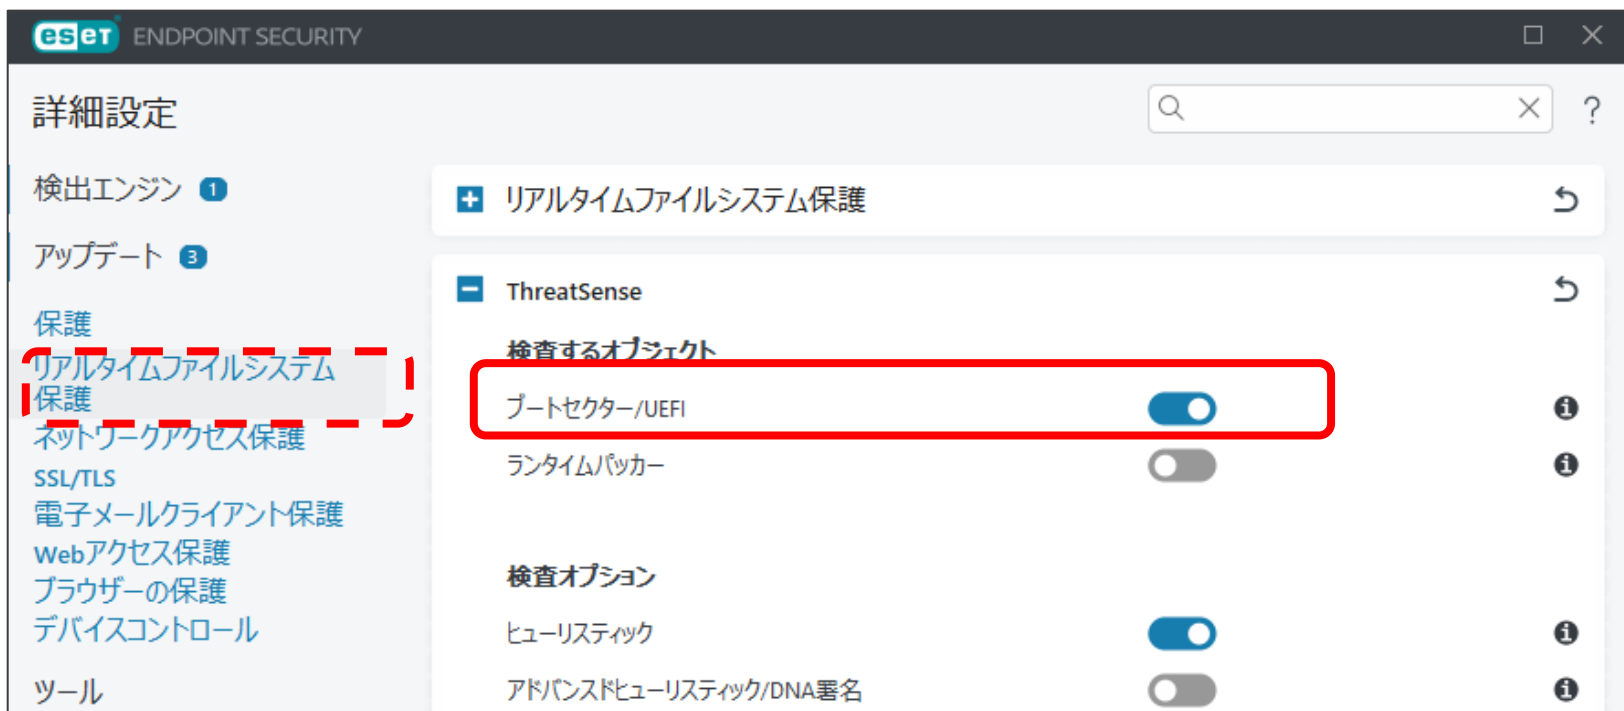 eseT ENDPOINT SECURITY
詳細設定
?
検出エンジン 1
アップデート 3
保護
リアルタイムファイルシステム
保護
ネットワークアクセス保護
SSL/TLS
電子メールクライアント保護
Webアクセス保護
ブラウザーの保護
デバイスコントロール
ツール
リアルタイムファイルシステム保護
ThreatSense
検査するオブジェクト
ブートセクター/UEFI
ランタイムパッカー
検査オプション
ヒューリスティック
アドバンスドヒューリスティック/DNA署名